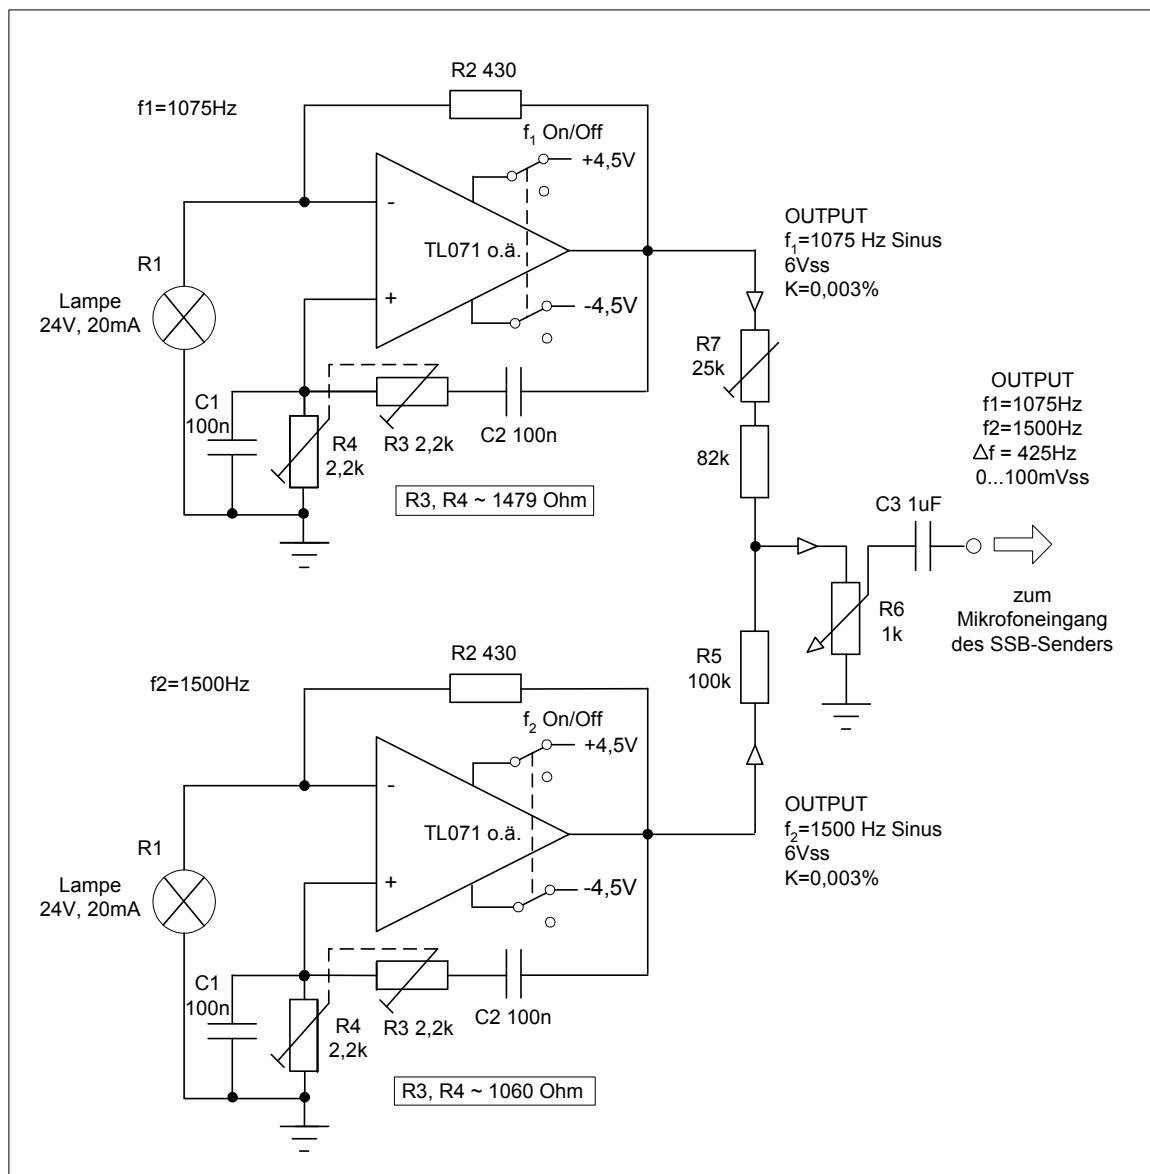 R2 430
f1=1075Hz
f₁ On/Off
+4,5V
-
TL071 o.ä.
+
-4,5V
R1
Lampe
24V, 20mA
C1
100n
R4
2,2k
R3 2,2k
C2 100n
R3, R4 ~ 1479 Ohm
OUTPUT
f₁=1075 Hz Sinus
6Vss
K=0,003%
R7
25k
82k
OUTPUT
f1=1075Hz
f2=1500Hz
Δf = 425Hz
0...100mVss
C3 1uF
R6
1k
zum
Mikrofoneingang
des SSB-Senders
R5
100k
R2 430
f2=1500Hz
f₂ On/Off
+4,5V
-
TL071 o.ä.
+
-4,5V
R1
Lampe
24V, 20mA
C1
100n
R4
2,2k
R3 2,2k
C2 100n
R3, R4 ~ 1060 Ohm
OUTPUT
f₂=1500 Hz Sinus
6Vss
K=0,003%